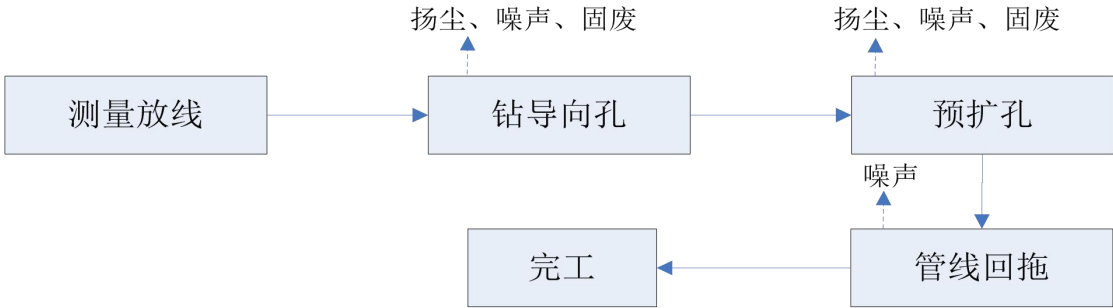 扬尘、噪声、固废
扬尘、噪声、固废
测量放线
钻导向孔
预扩孔
噪声
完工
管线回拖